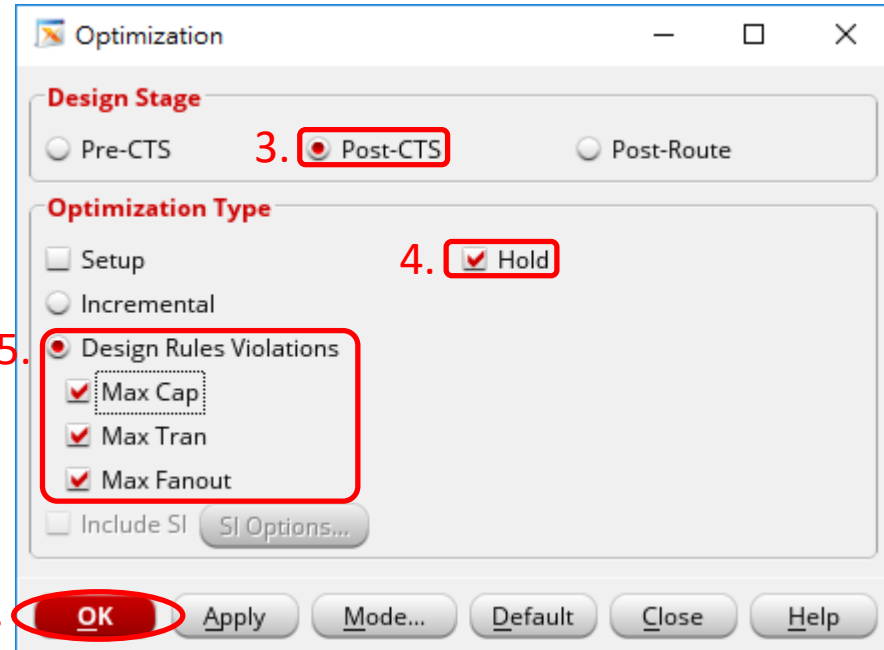 Optimization
Design Stage
Pre-CTS 3. Post-CTS Post-Route
Optimization Type
Setup 4. Hold
Incremental
5. Design Rules Violations
Max Cap
Max Tran
Max Fanout
Include SI SI Options...
OK Apply Mode... Default Close Help